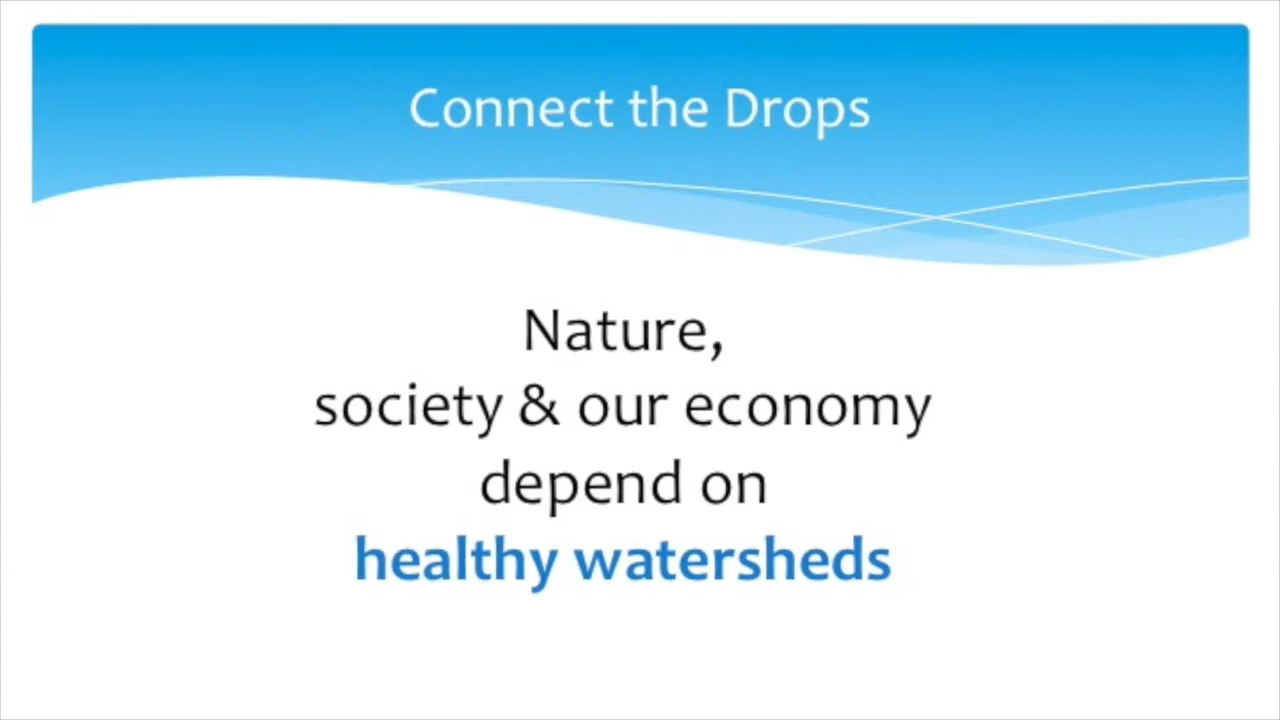 Connect the Drops
Nature,
society & our economy
depend on
healthy watersheds